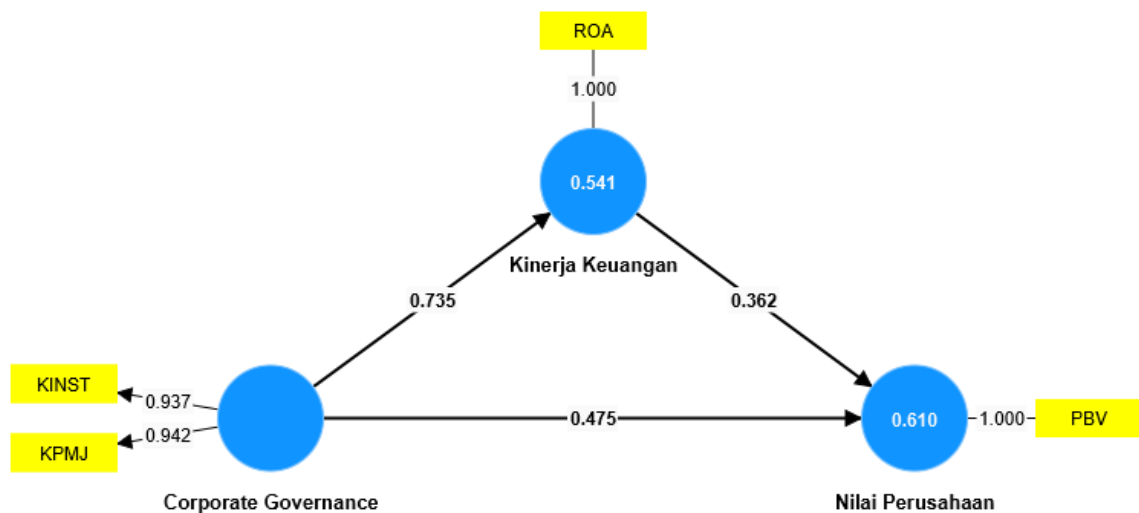 ROA
1.000
0.541
Kinerja Keuangan
0.735
0.362
KINST
0.937
0.475
0.610
1.000
PBV
KPMJ
0.942
Corporate Governance
Nilai Perusahaan